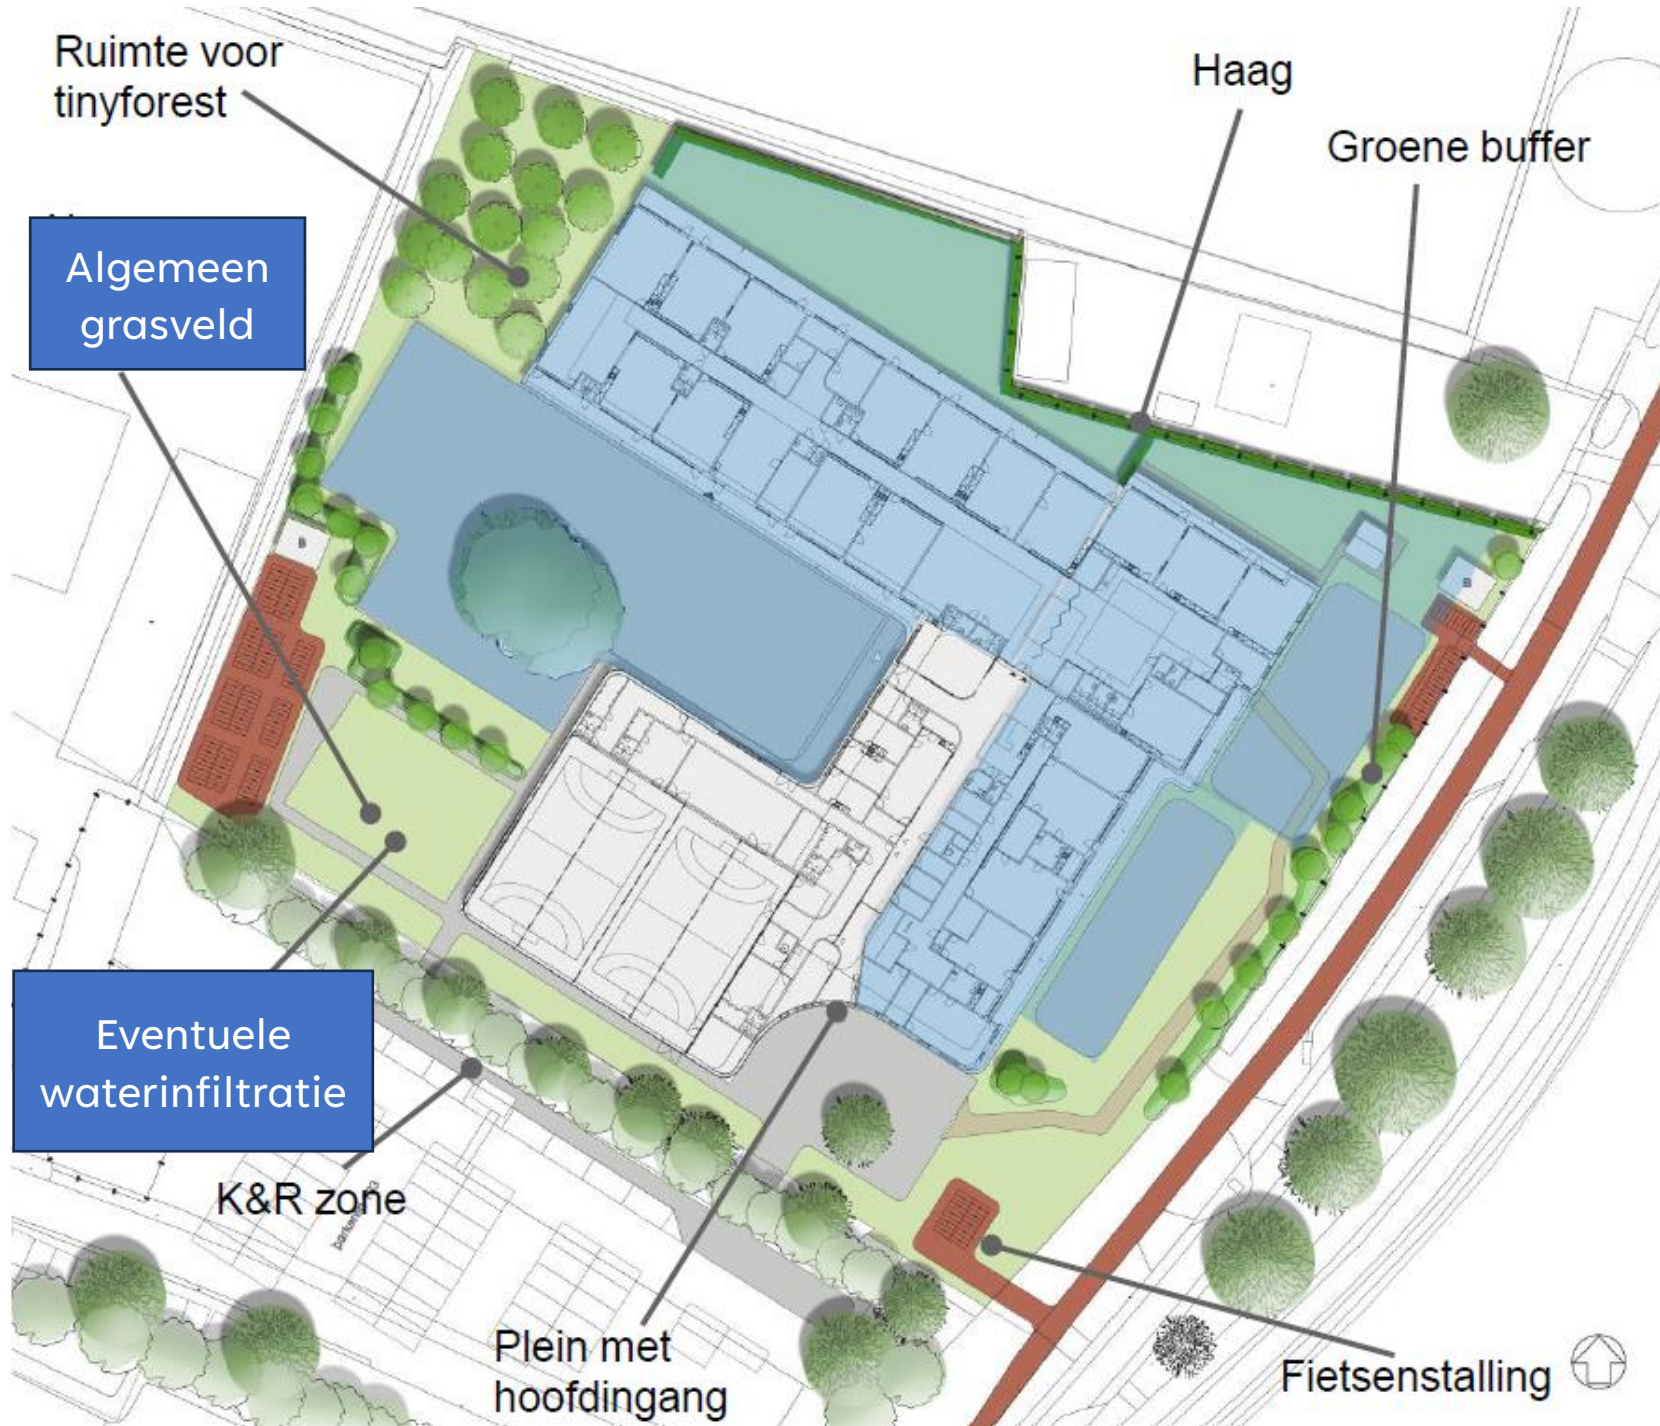 Ruimte voor
tinyforest
Haag
Groene buffer
Algemeen
grasveld
B
B
Eventuele
waterinfiltratie
K&R zone
Plein met
hoofdingang
Fietsenstalling